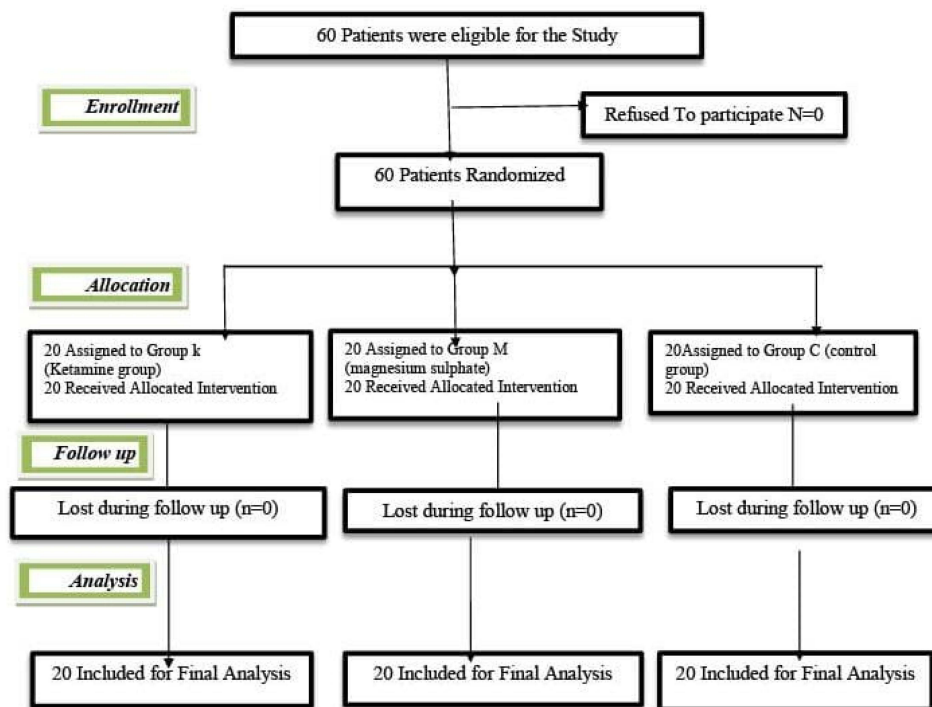 60 Patients were eligible for the Study
Enrollment
Refused To participate N=0
60 Patients Randomized
Allocation
20 Assigned to Group k
(Ketamine group)
20 Received Allocated Intervention
20 Assigned to Group M
(magnesium sulphate)
20 Received Allocated Intervention
20Assigned to Group C (control
group)
20 Received Allocated Intervention
Follow up
Lost during follow up (n=0)
Lost during follow up (n=0)
Lost during follow up (n=0)
Analysis
20 Included for Final Analysis
20 Included for Final Analysis
20 Included for Final Analysis